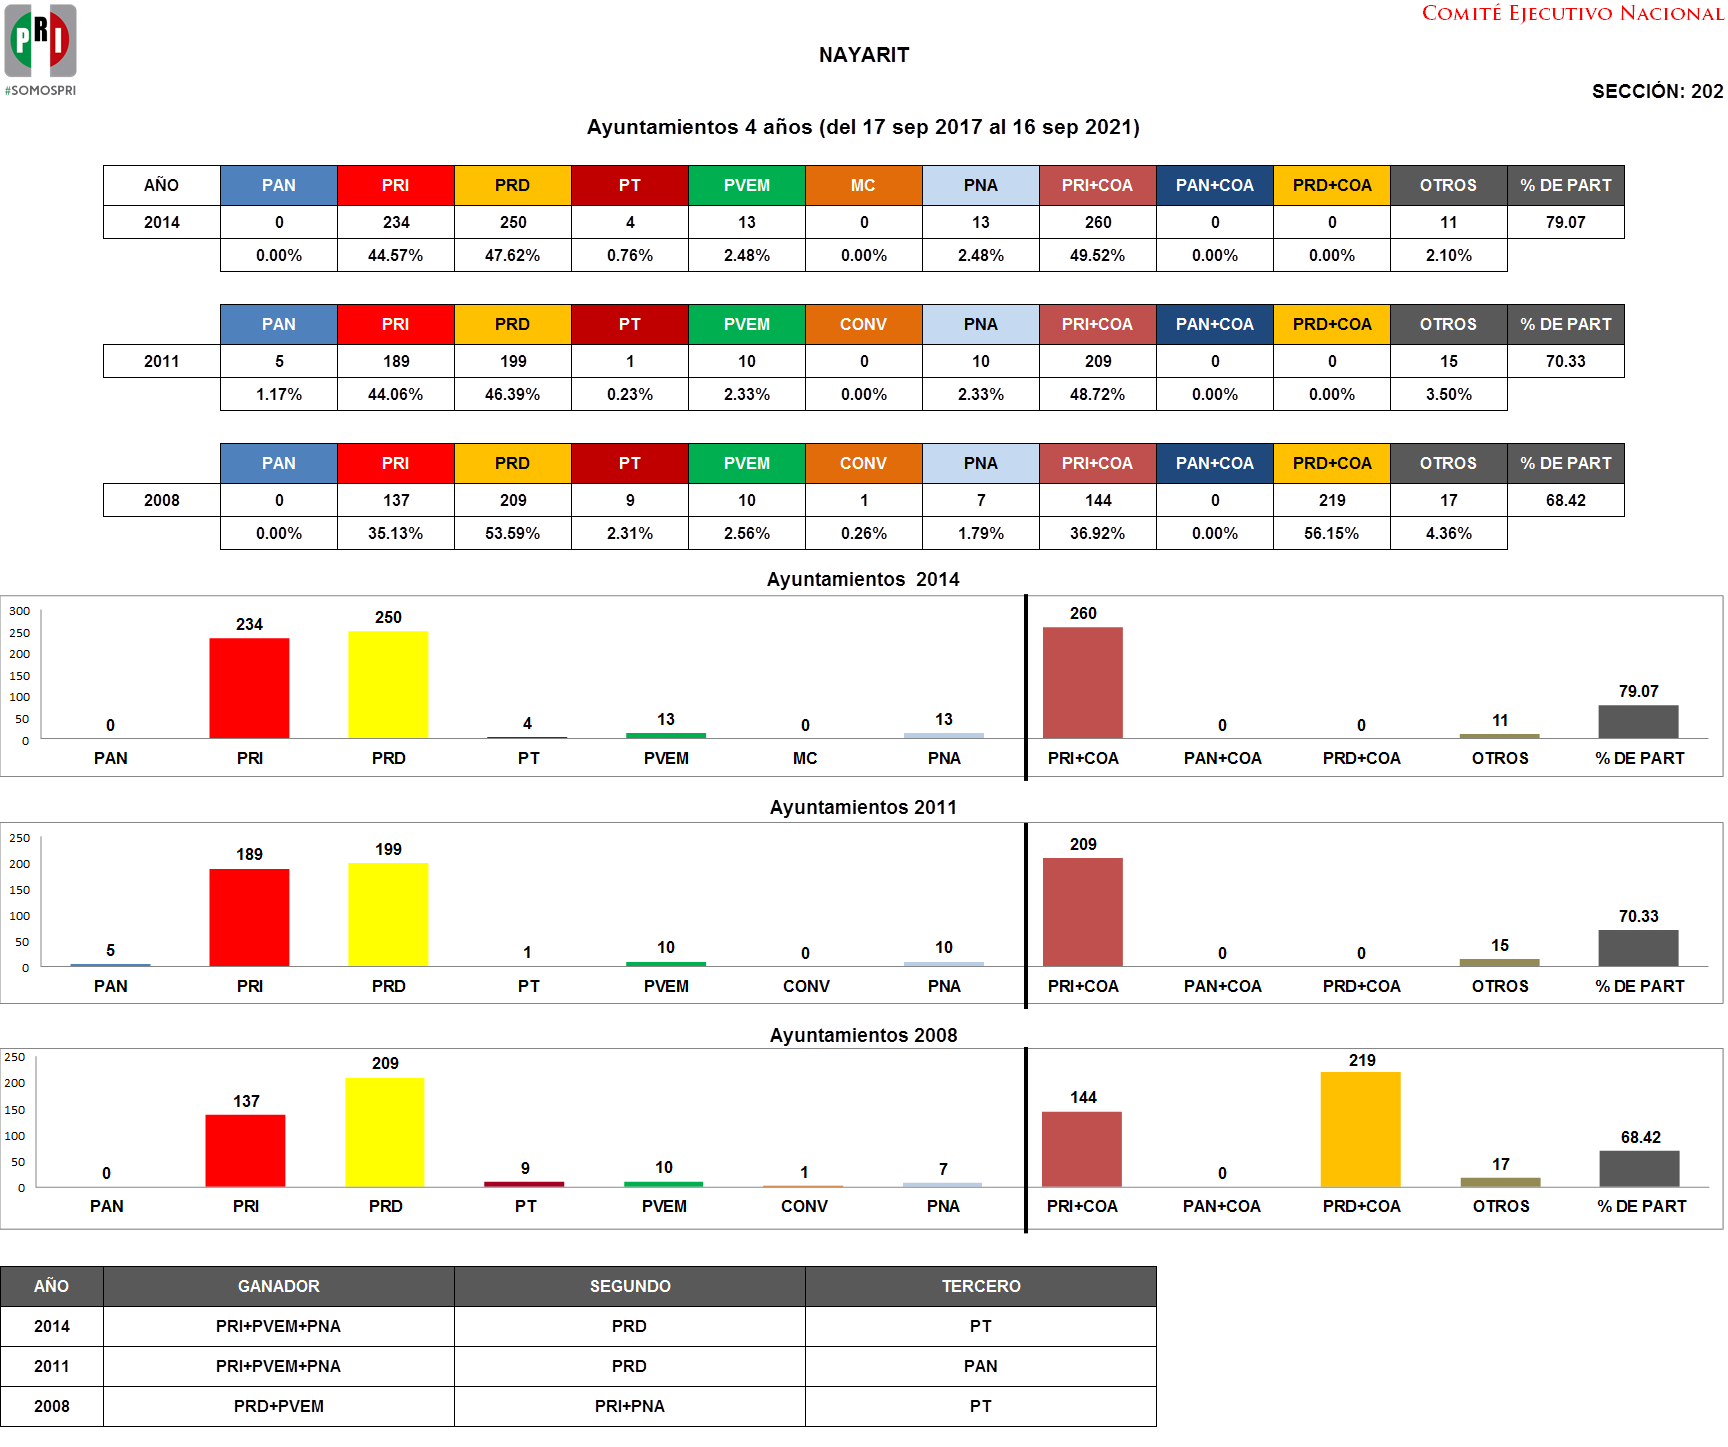 PRI
#SOMOSPRI
COMITÉ EJECUTIVO NACIONAL
NAYARIT
SECCIÓN: 202
Ayuntamientos 4 años (del 17 sep 2017 al 16 sep 2021)
AÑO PAN PRI PRD PT PVEM MC PNA PRI+COA PAN+COA PRD+COA OTROS % DE PART
2014 0 234 250 4 13 0 13 260 0 0 11 79.07
0.00% 44.57% 47.62% 0.76% 2.48% 0.00% 2.48% 49.52% 0.00% 0.00% 2.10%
PAN PRI PRD PT PVEM CONV PNA PRI+COA PAN+COA PRD+COA OTROS % DE PART
2011 5 189 199 1 10 0 10 209 0 0 15 70.33
1.17% 44.06% 46.39% 0.23% 2.33% 0.00% 2.33% 48.72% 0.00% 0.00% 3.50%
PAN PRI PRD PT PVEM CONV PNA PRI+COA PAN+COA PRD+COA OTROS % DE PART
2008 0 137 209 9 10 1 7 144 0 219 17 68.42
0.00% 35.13% 53.59% 2.31% 2.56% 0.26% 1.79% 36.92% 0.00% 56.15% 4.36%
Ayuntamientos 2014
300
250
200
150
100
50
0
0 234 250 4 13 0 13 260 0 0 11 79.07
PAN PRI PRD PT PVEM MC PNA PRI+COA PAN+COA PRD+COA OTROS % DE PART
Ayuntamientos 2011
250
200
150
100
50
0
5 189 199 1 10 0 10 209 0 0 15 70.33
PAN PRI PRD PT PVEM CONV PNA PRI+COA PAN+COA PRD+COA OTROS % DE PART
Ayuntamientos 2008
250
200
150
100
50
0
0 137 209 9 10 1 7 144 0 219 17 68.42
PAN PRI PRD PT PVEM CONV PNA PRI+COA PAN+COA PRD+COA OTROS % DE PART
AÑO GANADOR SEGUNDO TERCERO
2014 PRI+PVEM+PNA PRD PT
2011 PRI+PVEM+PNA PRD PAN
2008 PRD+PVEM PRI+PNA PT